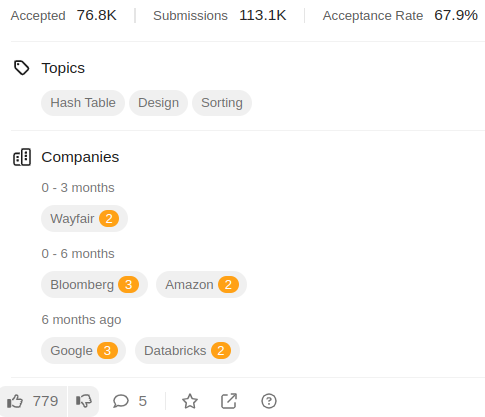 Accepted 76.8K Submissions 113.1K Acceptance Rate 67.9%
Topics
Hash Table Design Sorting
Companies
0 - 3 months
Wayfair 2
0 - 6 months
Bloomberg 3 Amazon 2
6 months ago
Google 3 Databricks 2
779 5